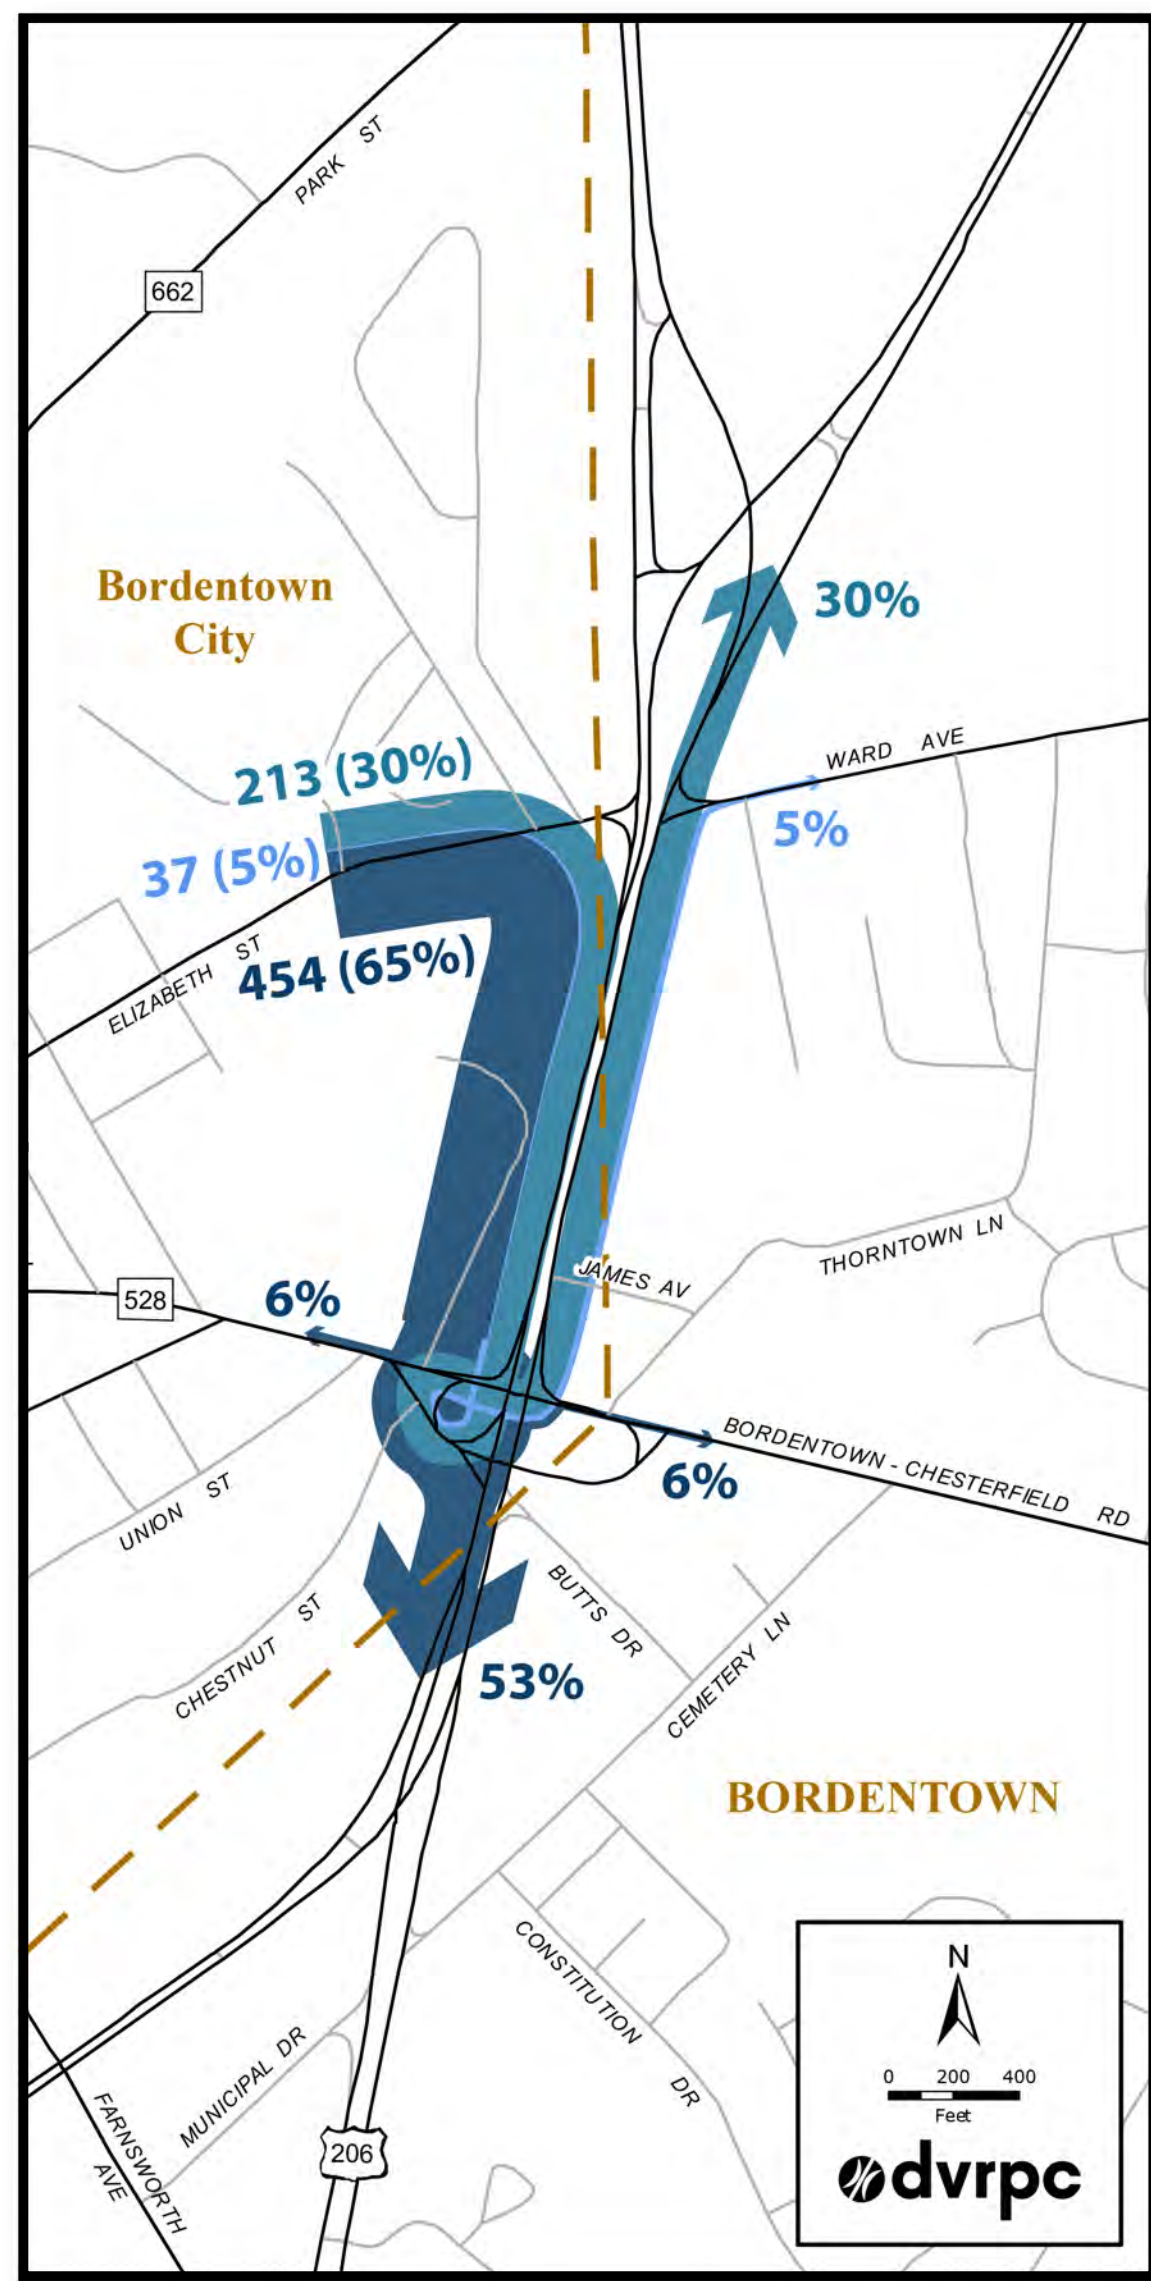 PARK ST
662
Bordentown
City
30%
WARD AVE
213 (30%)
5%
37 (5%)
ELIZABETH ST
454 (65%)
THORNTOWN LN
JAMES AV
528
6%
BORDENTOWN - CHESTERFIELD RD
6%
UNION ST
BUTTS DR
CHESTNUT ST
CEMETERY LN
53%
BORDENTOWN
CONSTITUTION DR
N
0 200 400
Feet
MUNICIPAL DR
FARNSWORTH
AVE
206
dvrpc